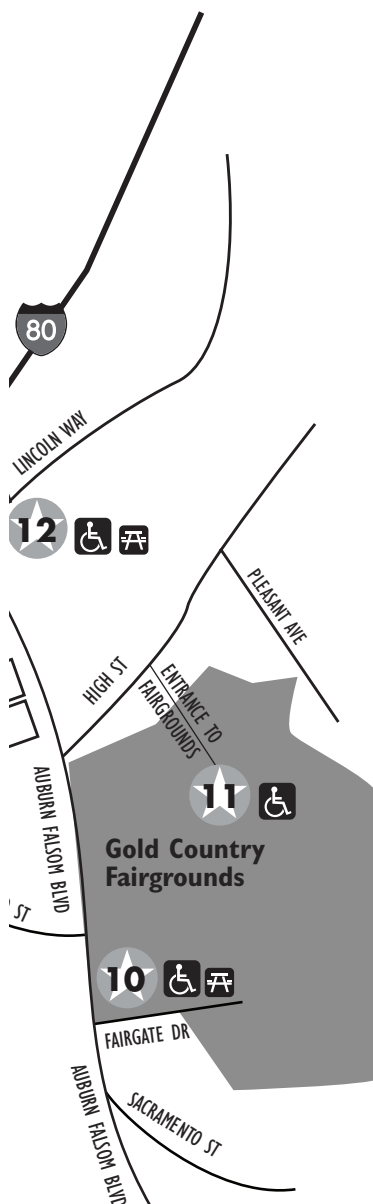 80
LINCOLN WAY
12
PLEASANT AVE
HIGH ST
ENTRANCE TO
FAIRGROUNDS
11
AUBURN FALSOM BLVD
Gold Country
Fairgrounds
ST
10
FAIRGATE DR
AUBURN FALSOM BLVD
SACRAMENTO ST